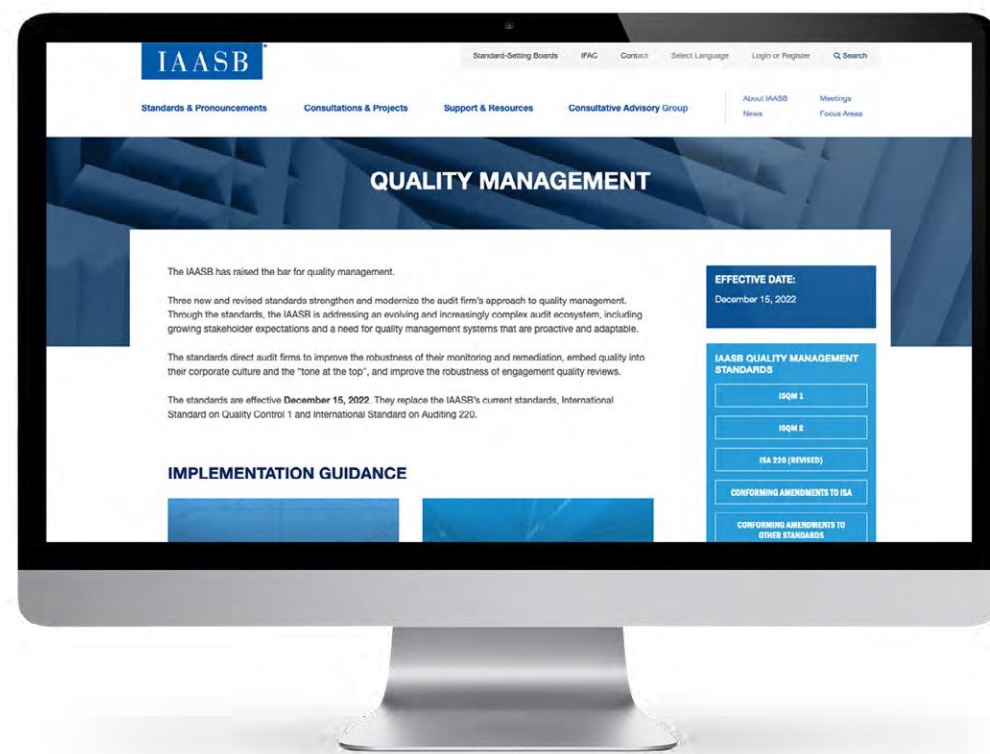 IAASB
Standard-Setting Boards IFAC Contact Select Language Login or Register Search
Standards & Pronouncements Consultations & Projects Support & Resources Consultative Advisory Group
About IAASB Meetings
News Focus Areas
QUALITY MANAGEMENT
The IAASB has raised the bar for quality management.
Three new and revised standards strengthen and modernize the audit firm's approach to quality management.
Through the standards, the IAASB is addressing an evolving and increasingly complex audit ecosystem, including
growing stakeholder expectations and a need for quality management systems that are proactive and adaptable.
The standards direct audit firms to improve the robustness of their monitoring and remediation, embed quality into
their corporate culture and the "tone at the top", and improve the robustness of engagement quality reviews.
The standards are effective December 15, 2022. They replace the IAASB's current standards, International
Standard on Quality Control 1 and International Standard on Auditing 220.
IMPLEMENTATION GUIDANCE
EFFECTIVE DATE:
December 15, 2022
IAASB QUALITY MANAGEMENT
STANDARDS
ISQM 1
ISQM 2
ISA 220 (REVISED)
CONFORMING AMENDMENTS TO ISA
CONFORMING AMENDMENTS TO
OTHER STANDARDS